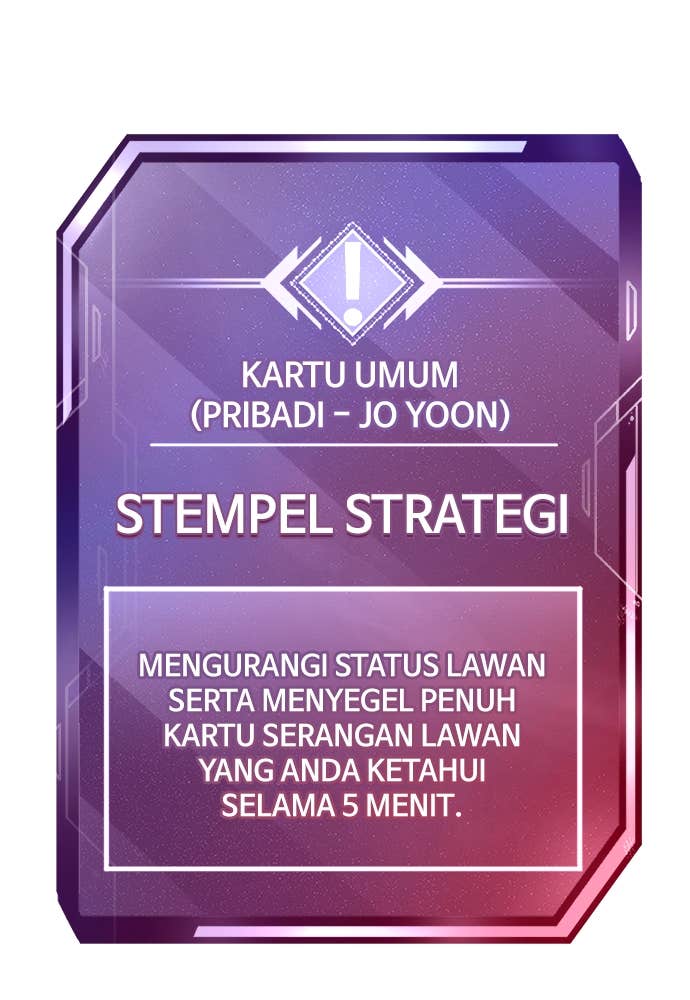 !
KARTU UMUM
(PRIBADI – JO YOON)
STEMPEL STRATEGI
MENGURANGI STATUS LAWAN
SERTA MENYEGEL PENUH
KARTU SERANGAN LAWAN
YANG ANDA KETAHUI
SELAMA 5 MENIT.